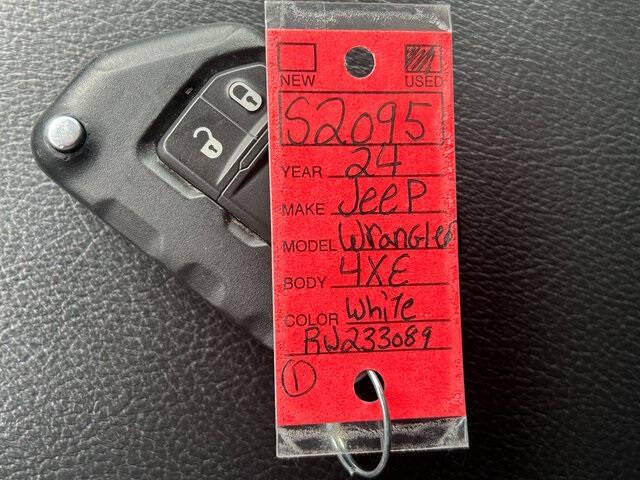 NEW USED
S2095
YEAR 24
MAKE Jeep
MODEL Wrangler
BODY 4XE
COLOR White
RW233089
1